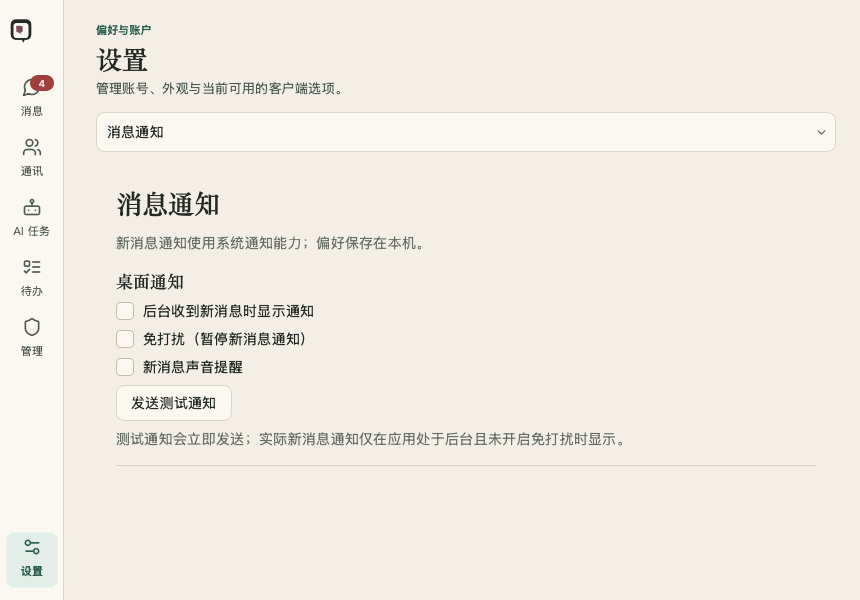 4
消息
通讯
AI 任务
待办
管理
设置
偏好与账户
设置
管理账号、外观与当前可用的客户端选项。
消息通知
消息通知
新消息通知使用系统通知能力；偏好保存在本机。
桌面通知
后台收到新消息时显示通知
免打扰（暂停新消息通知）
新消息声音提醒
发送测试通知
测试通知会立即发送；实际新消息通知仅在应用处于后台且未开启免打扰时显示。